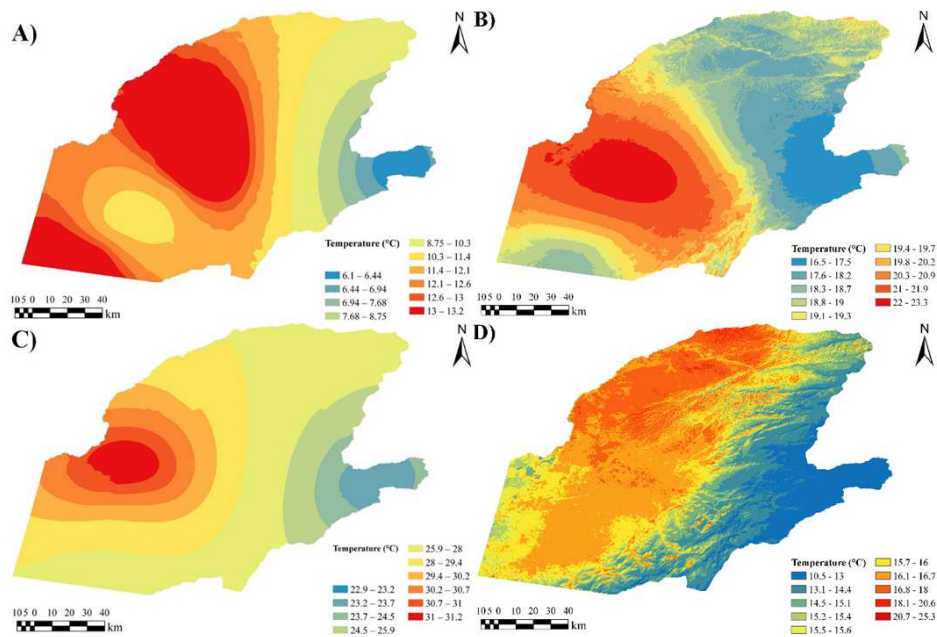 A)
N
Temperature (°C)
6.1 – 6.44
6.44 – 6.94
6.94 – 7.68
7.68 – 8.75
8.75 – 10.3
10.3 – 11.4
11.4 – 12.1
12.1 – 12.6
12.6 – 13
13 – 13.2
10 5 0 10 20 30 40
km
B)
N
Temperature (°C)
16.5 - 17.5
17.6 - 18.2
18.3 - 18.7
18.8 - 19
19.1 - 19.3
19.4 - 19.7
19.8 - 20.2
20.3 - 20.9
21 - 21.9
22 - 23.3
10 5 0 10 20 30 40
km
C)
N
Temperature (°C)
22.9 – 23.2
23.2 – 23.7
23.7 – 24.5
24.5 – 25.9
25.9 – 28
28 – 29.4
29.4 – 30.2
30.2 – 30.7
30.7 – 31
31 – 31.2
10 5 0 10 20 30 40
km
D)
N
Temperature (°C)
10.5 - 13
13.1 - 14.4
14.5 - 15.1
15.2 - 15.4
15.5 - 15.6
15.7 - 16
16.1 - 16.7
16.8 - 18
18.1 - 20.6
20.7 - 25.3
10 5 0 10 20 30 40
km